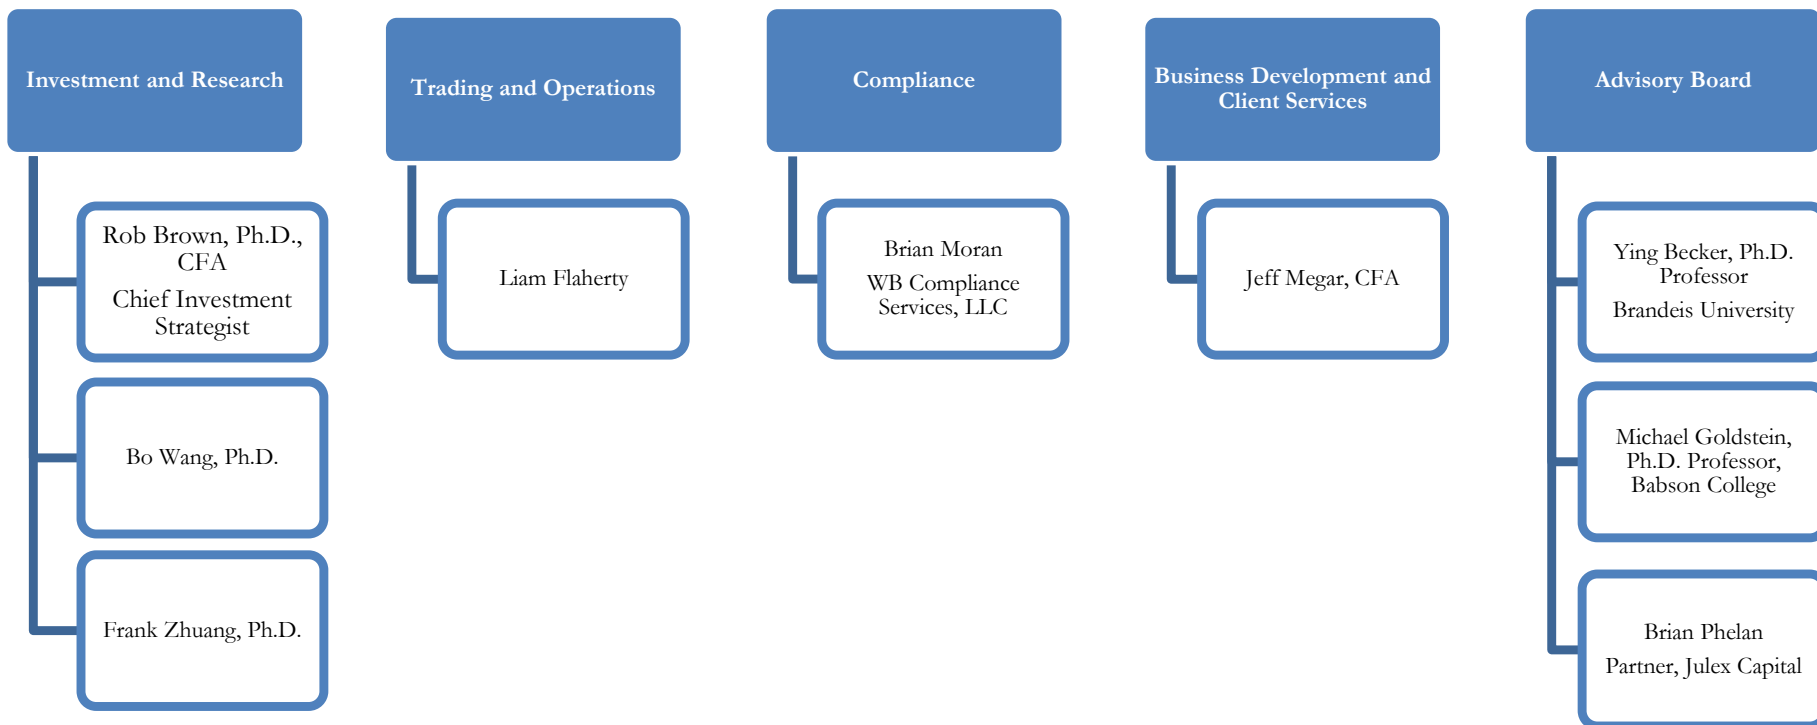 Investment and Research
Rob Brown, Ph.D.,
CFA
Chief Investment
Strategist
Bo Wang, Ph.D.
Frank Zhuang, Ph.D.
Trading and Operations
Liam Flaherty
Compliance
Brian Moran
WB Compliance
Services, LLC
Business Development and
Client Services
Jeff Megar, CFA
Advisory Board
Ying Becker, Ph.D.
Professor
Brandeis University
Michael Goldstein,
Ph.D. Professor,
Babson College
Brian Phelan
Partner, Julex Capital